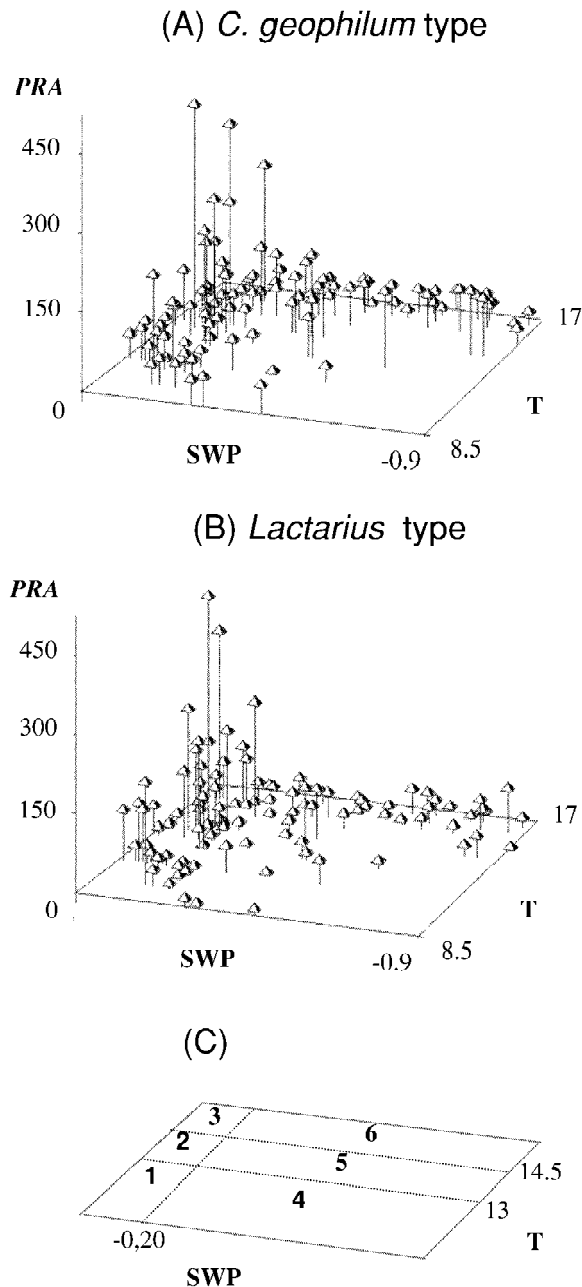 (A) C. geophilum type
PRA
450
300
150
0
SWP
-0.9
8.5
T
17
(B) Lactarius type
PRA
450
300
150
0
SWP
-0.9
8.5
T
17
(C)
3
6
2
5
1
4
14.5
13
-0,20
T
SWP